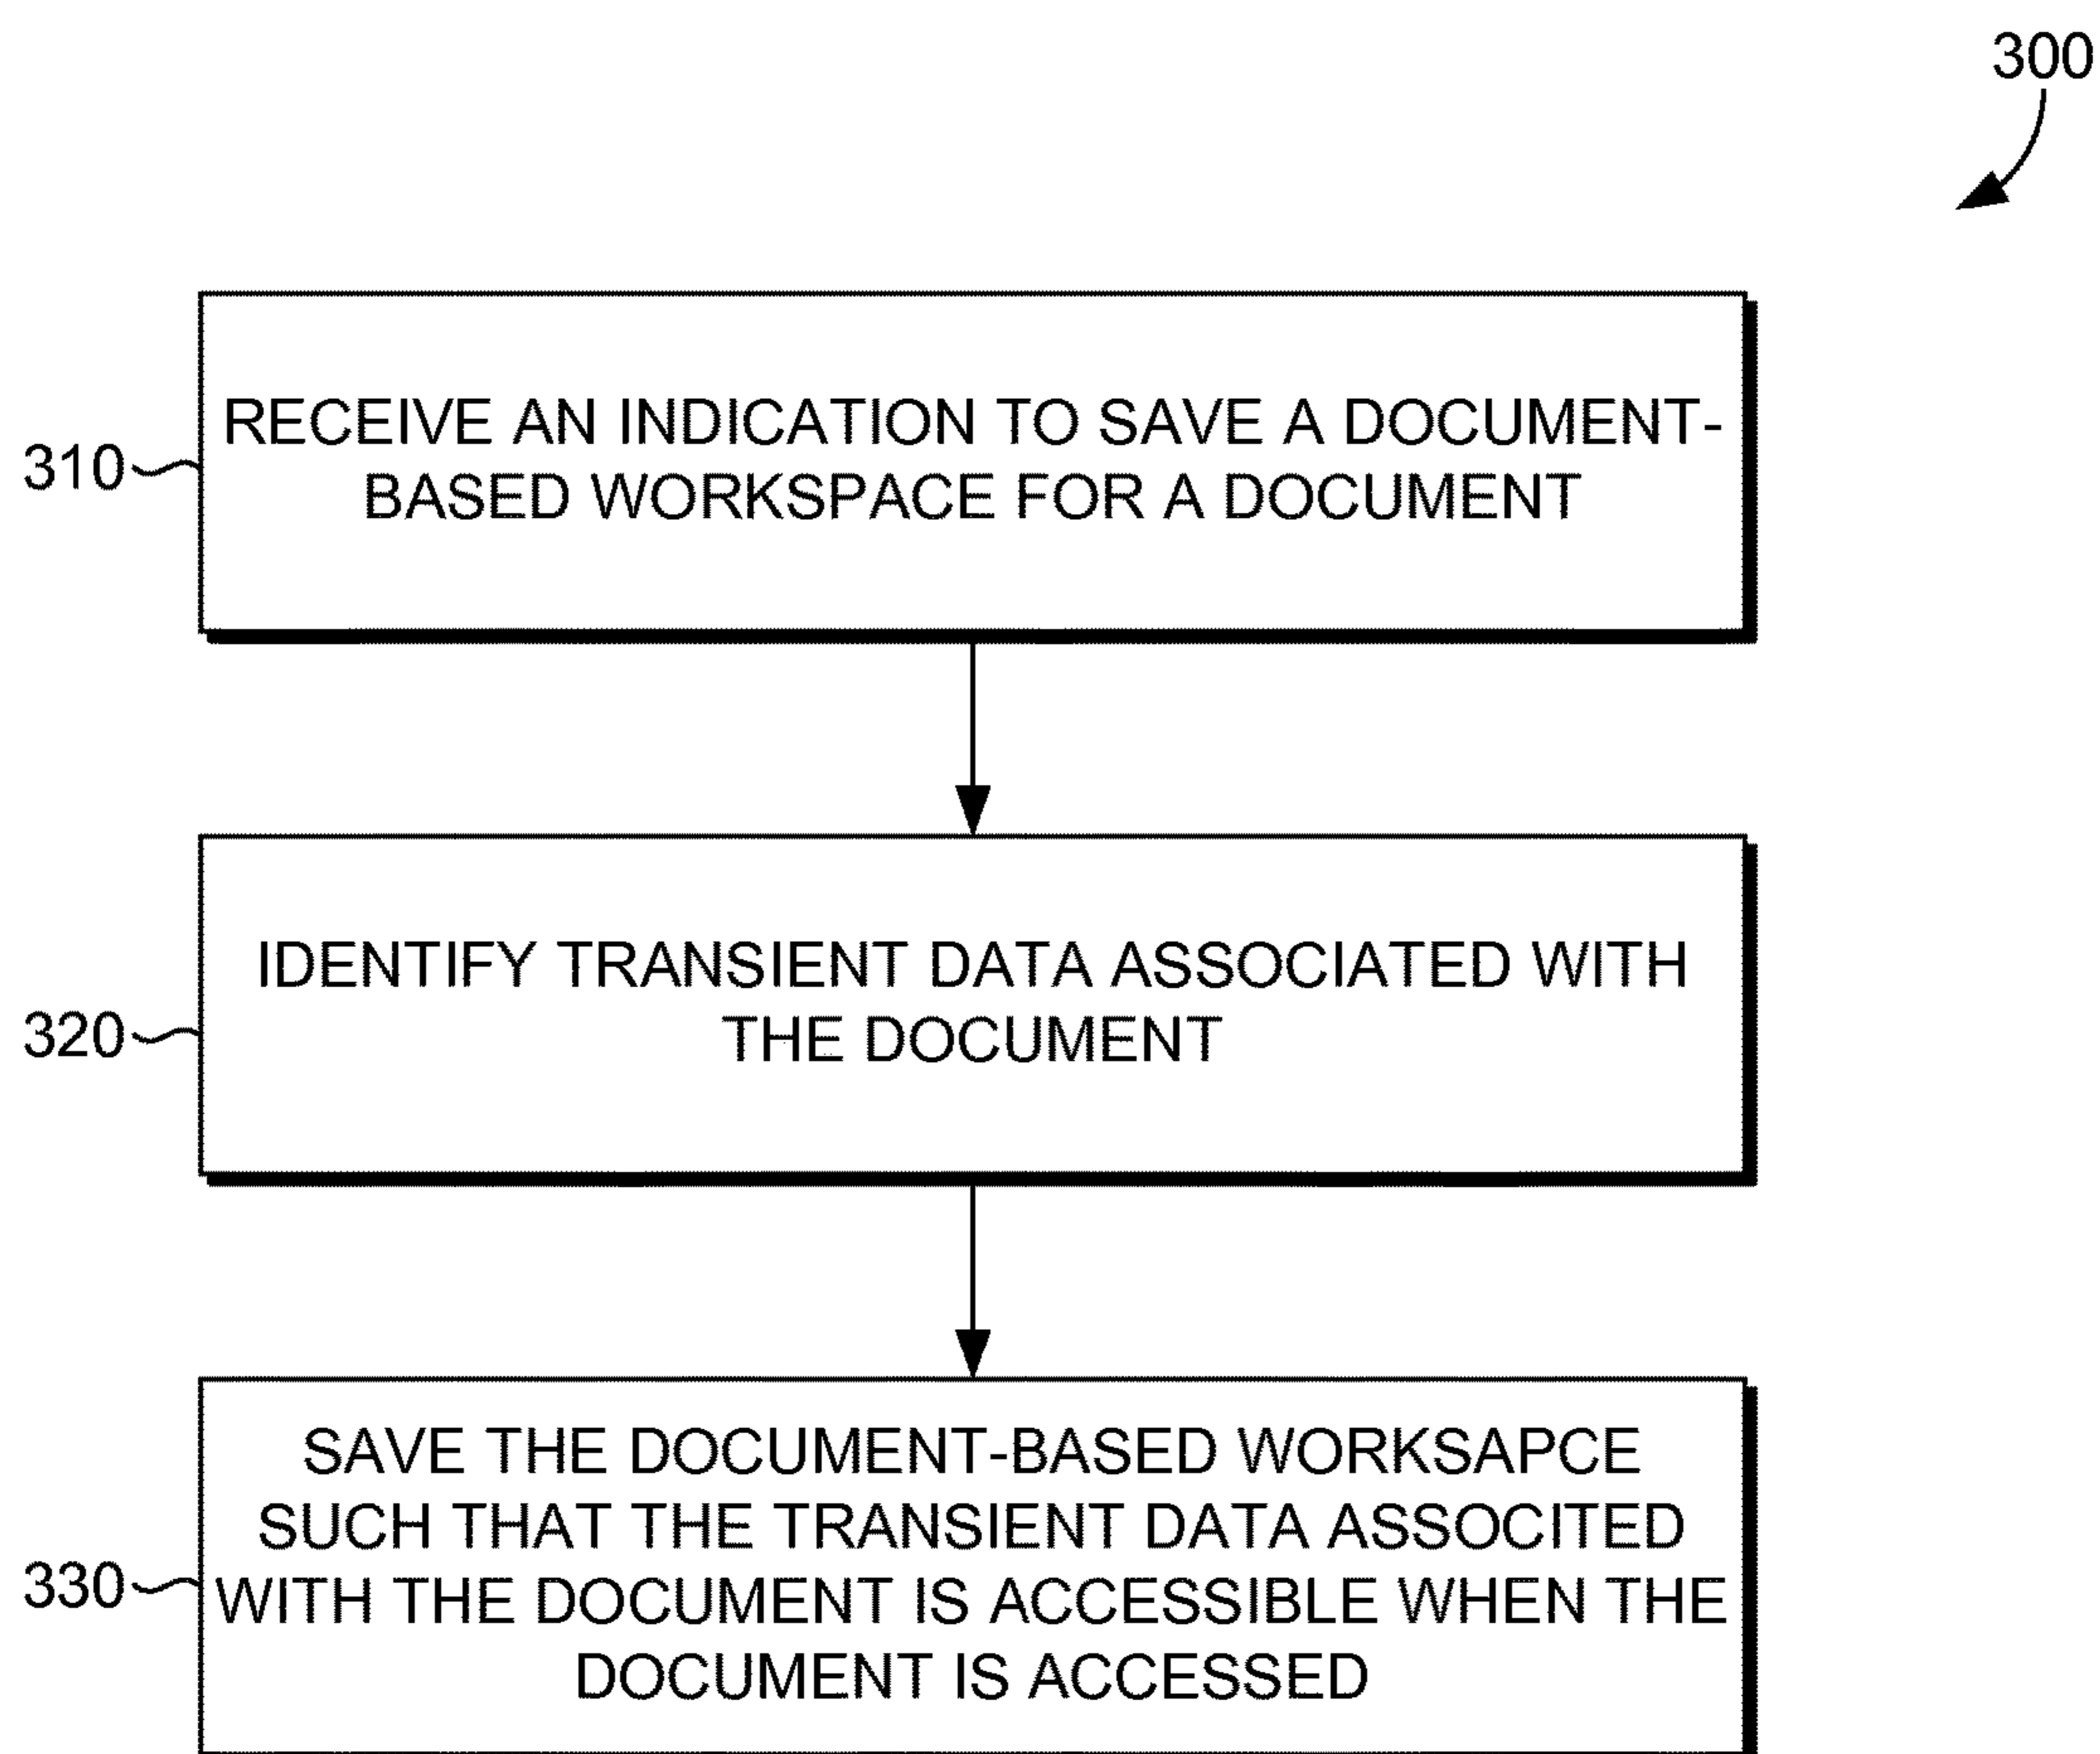 300
RECEIVE AN INDICATION TO SAVE A DOCUMENT-
BASED WORKSPACE FOR A DOCUMENT
310
IDENTIFY TRANSIENT DATA ASSOCIATED WITH
THE DOCUMENT
320
SAVE THE DOCUMENT-BASED WORKSAPCE
SUCH THAT THE TRANSIENT DATA ASSOCITED
WITH THE DOCUMENT IS ACCESSIBLE WHEN THE
DOCUMENT IS ACCESSED
330